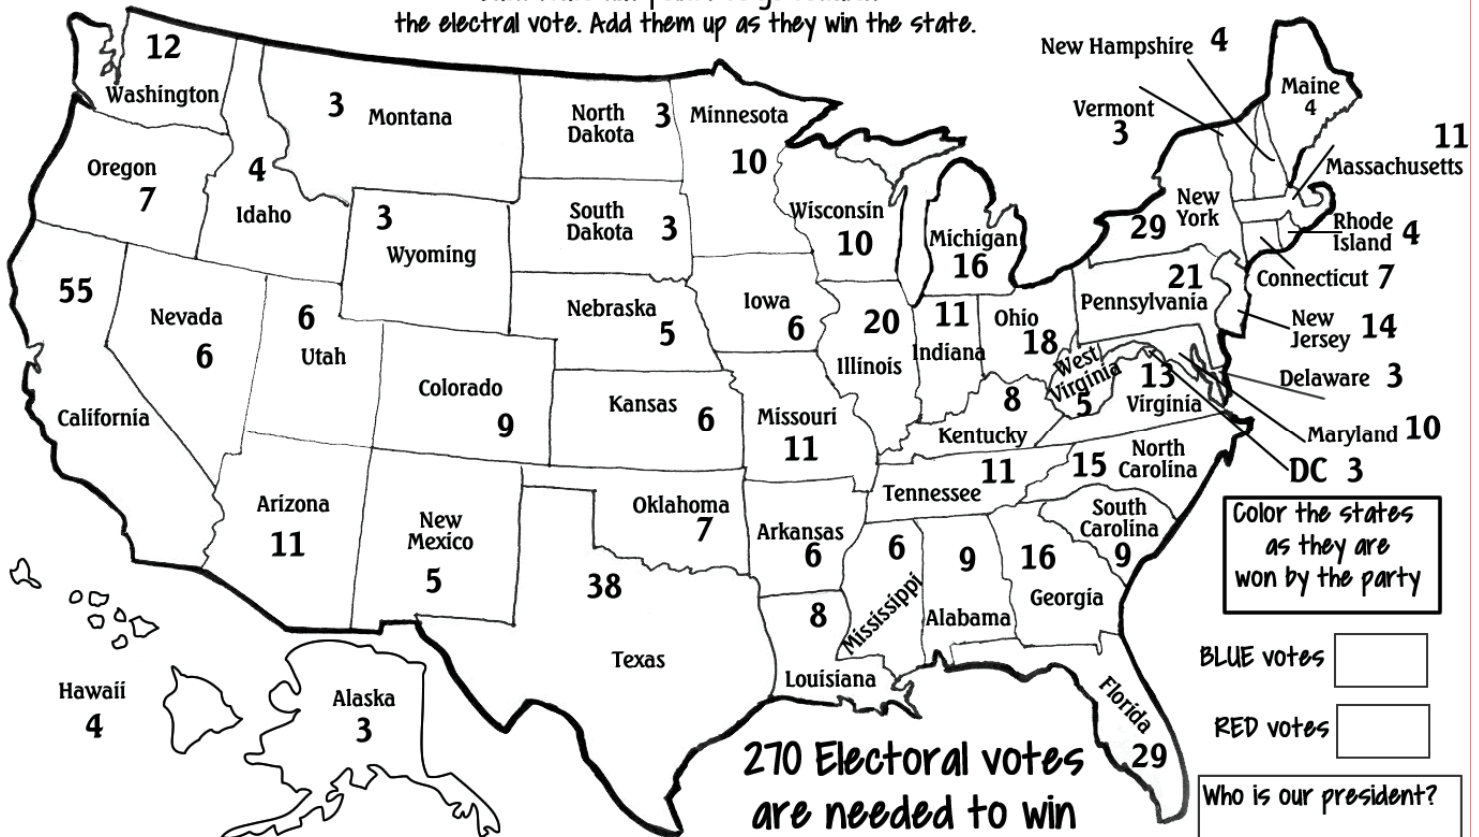 the electral vote. Add them up as they win the state.
12
Washington
3 Montana
North
Dakota 3
Minnesota
10
New Hampshire 4
Vermont
3
Maine
4
11
Massachusetts
Oregon
7
4
Idaho
3
Wyoming
South
Dakota 3
Wisconsin
10
Michigan
16
New
York
29
Rhode
Island 4
Connecticut 7
55
California
Nevada
6
6
Utah
Nebraska
5
Iowa
6
20
Illinois
11
Indiana
Ohio
18
21
Pennsylvania
New
Jersey 14
Colorado
9
Kansas 6
Missouri
11
8
Kentucky
West
Virginia
5
13
Virginia
Delaware 3
Maryland 10
DC 3
Arizona
11
New
Mexico
5
Oklahoma
7
Arkansas
6
11
Tennessee
15 North
Carolina
South
Carolina
9
38
Texas
8
Louisiana
6
Mississippi
9
Alabama
16
Georgia
Florida
29
Hawaii
4
Alaska
3
Color the states
as they are
won by the party
BLUE votes
RED votes
270 Electoral votes
are needed to win
Who is our president?